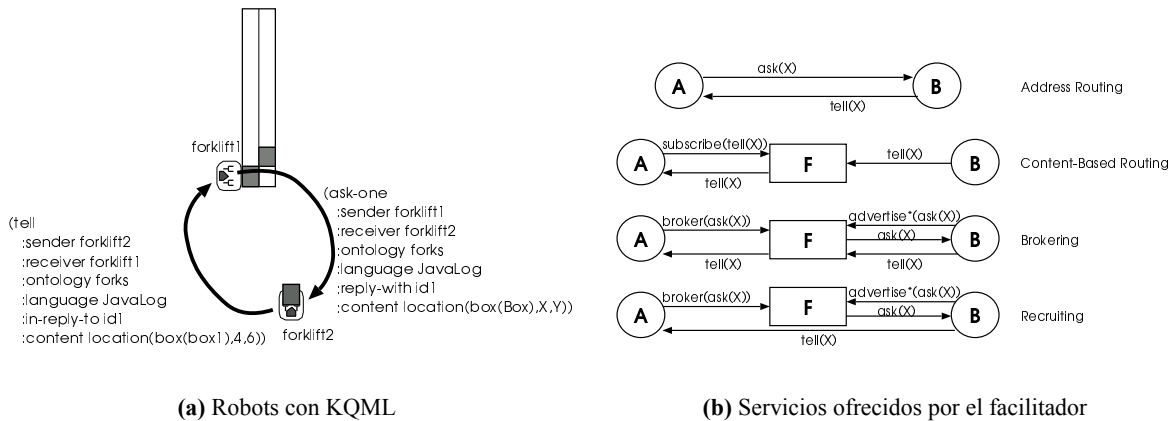 forklift1
(ask-one
:sender forklift1
:receiver forklift2
:ontology forks
:language JavaLog
:reply-with id1
:content location(box(Box),X,Y))
(tell
:sender forklift2
:receiver forklift1
:ontology forks
:language JavaLog
:in-reply-to id1
:content location(box(box1),4,6))
forklift2
(a) Robots con KQML
A
ask(X)
tell(X)
B
Address Routing
A
subscribe(tell(X))
tell(X)
F
tell(X)
B
Content-Based Routing
A
broker(ask(X))
tell(X)
F
advertise*(ask(X))
ask(X)
tell(X)
B
Brokering
A
broker(ask(X))
F
advertise*(ask(X))
ask(X)
B
tell(X)
Recruiting
(b) Servicios ofrecidos por el facilitador